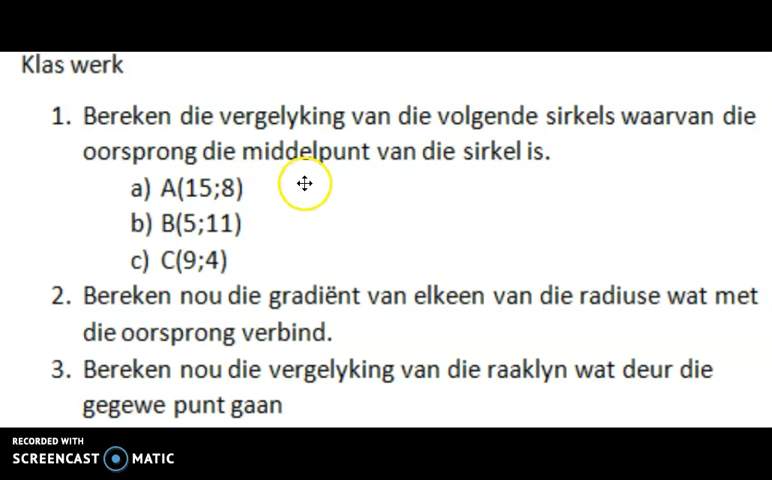 Klas werk
1. Bereken die vergelyking van die volgende sirkels waarvan die
oorsprong die middelpunt van die sirkel is.
a) A(15;8)
b) B(5;11)
c) C(9;4)
2. Bereken nou die gradiënt van elkeen van die radiuse wat met
die oorsprong verbind.
3. Bereken nou die vergelyking van die raaklyn wat deur die
gegewe punt gaan
RECORDED WITH
SCREENCAST MATIC